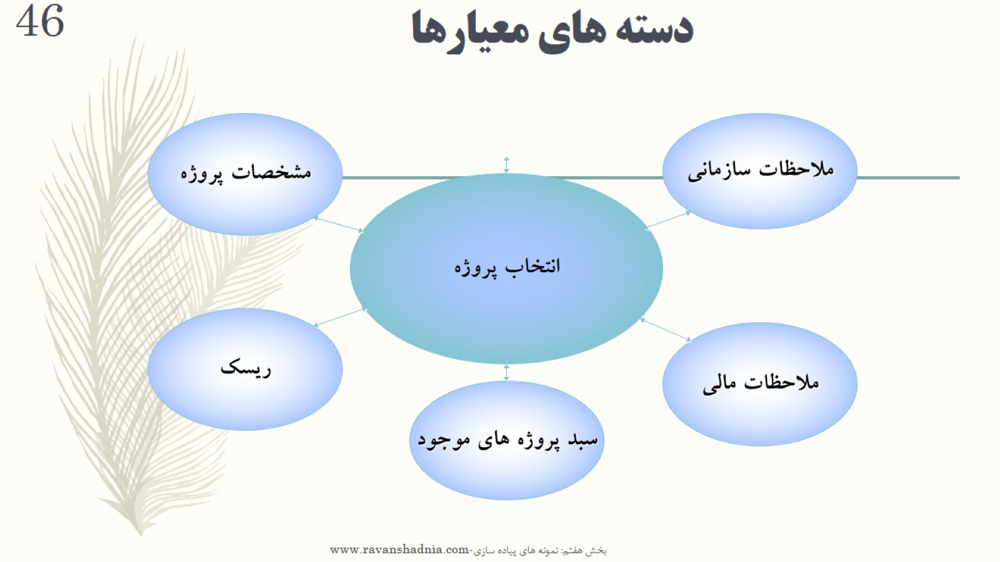 46
دسته های معیارها
ملاحظات سازمانی
مشخصات پروژه
انتخاب پروژه
ریسک
ملاحظات مالی
سبد پروژه های موجود
بخش هفتم: نمونه های پیاده سازی-www.ravanshadnia.com